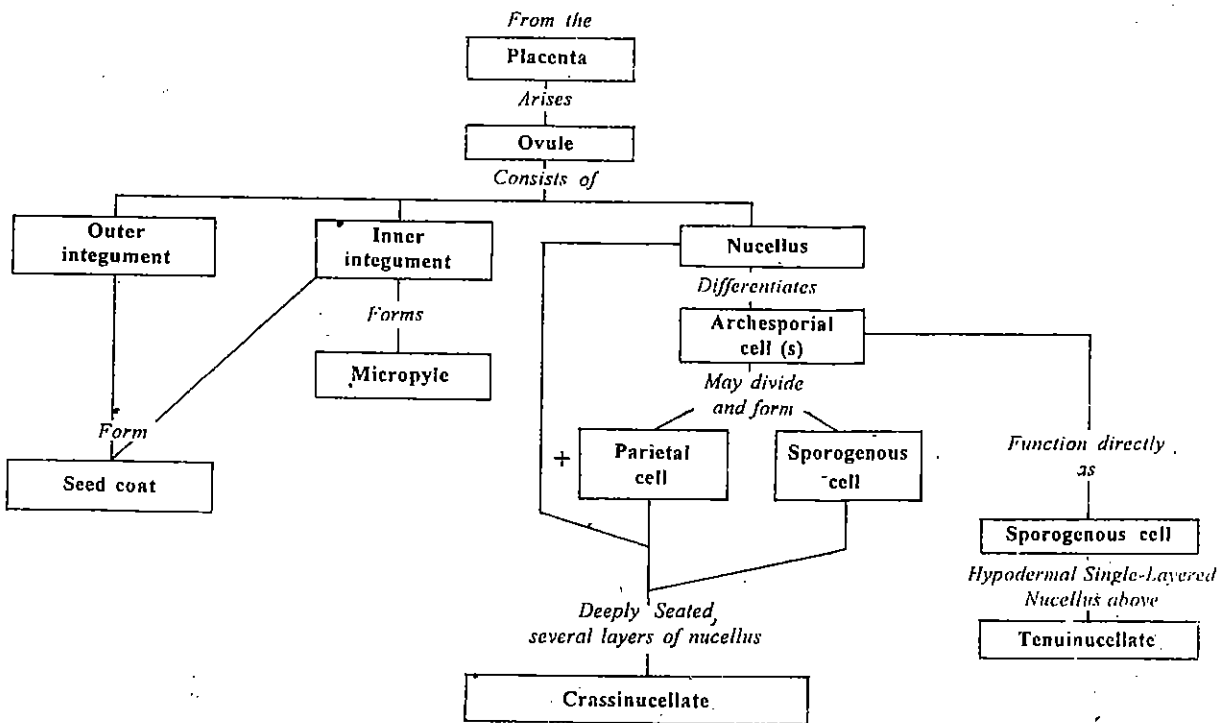 From the
Placenta
Arises
Ovule
Consists of
Outer
integument
Inner
integument
Nucellus
Differentiates
Forms
Archesporial
cell (s)
Micropyle
May divide
and form
Form
Seed coat
+
Parietal
cell
Sporogenous
cell
Function directly
as
Sporogenous cell
Hypodermal Single-Layered
Nucellus above
Tenuinucellate
Deeply Seated,
several layers of nucellus
Crassinucellate